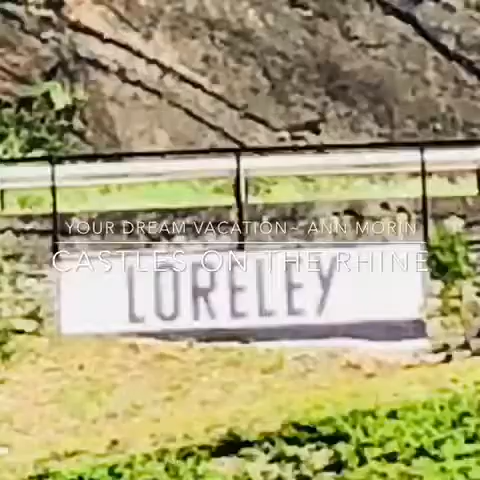 YOUR DREAM VACATION- ANN MORIN
CASTLES ON THE RHINE
LORELEY